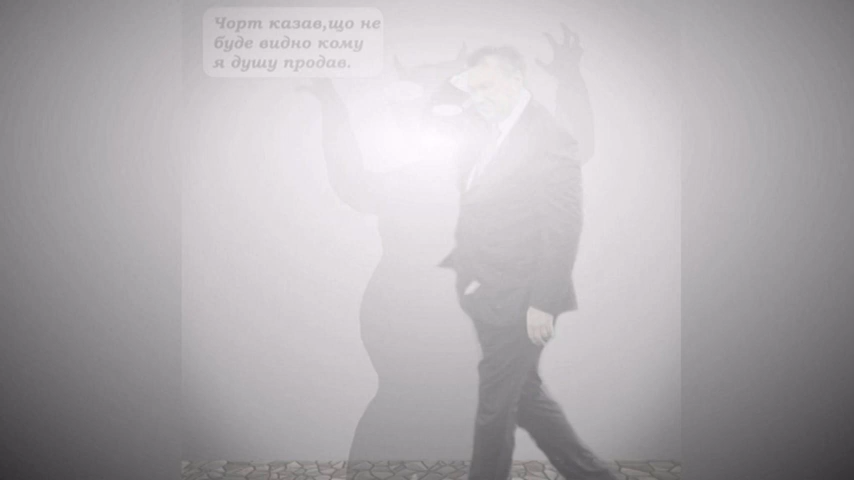 Чорт казав,що не
буде видно кому
я душу продав.